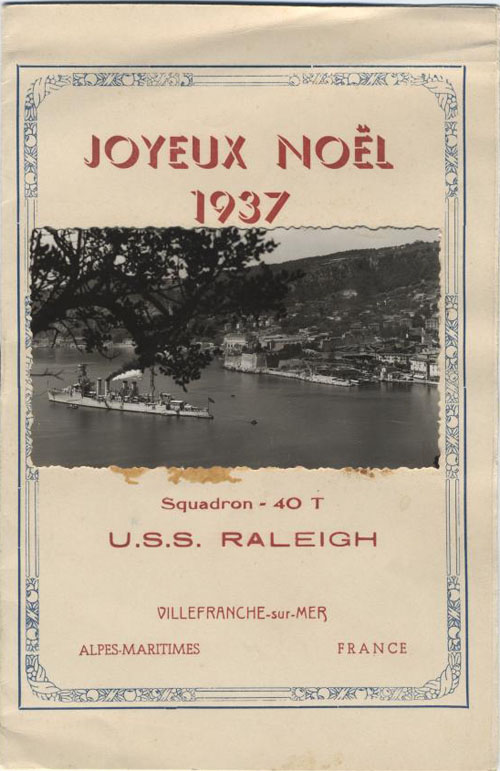 JOYEUX NOËL
1937
Squadron - 40 T
U.S.S. RALEIGH
VILLEFRANCHE-sur-MER
ALPES-MARITIMES FRANCE